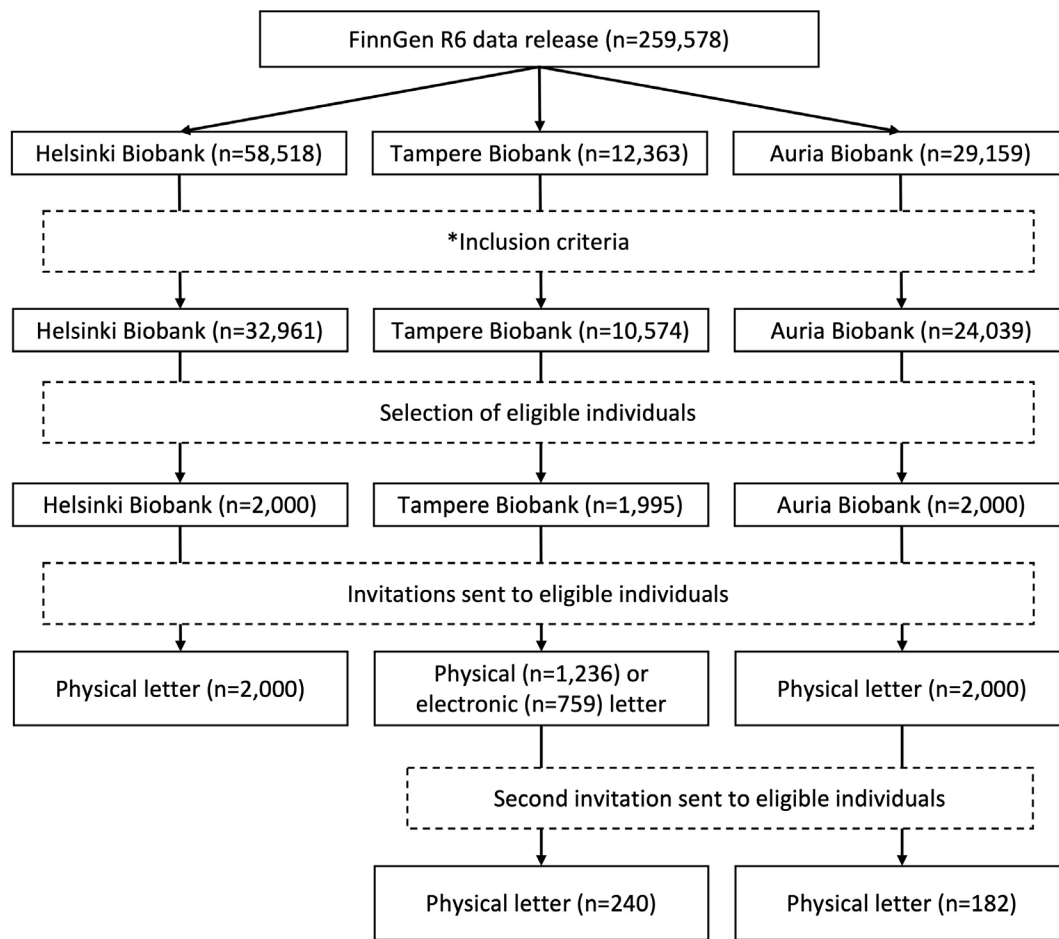 FinnGen R6 data release (n=259,578)
Helsinki Biobank (n=58,518)
Tampere Biobank (n=12,363)
Auria Biobank (n=29,159)
*Inclusion criteria
Helsinki Biobank (n=32,961)
Tampere Biobank (n=10,574)
Auria Biobank (n=24,039)
Selection of eligible individuals
Helsinki Biobank (n=2,000)
Tampere Biobank (n=1,995)
Auria Biobank (n=2,000)
Invitations sent to eligible individuals
Physical letter (n=2,000)
Physical (n=1,236) or
electronic (n=759) letter
Physical letter (n=2,000)
Second invitation sent to eligible individuals
Physical letter (n=240)
Physical letter (n=182)